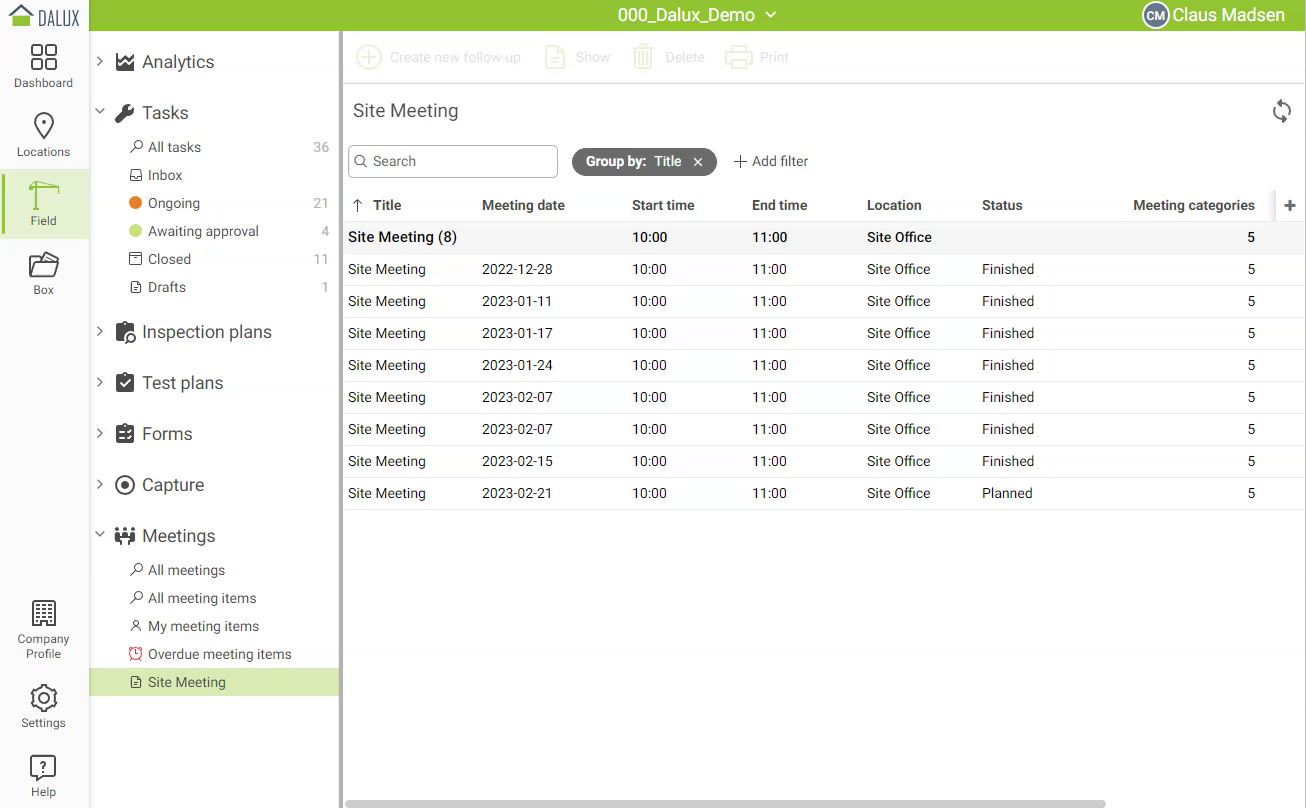 DALUX
000_Dalux_Demo
CM Claus Madsen
Dashboard
Locations
Field
Box
Company
Profile
Settings
Help
Analytics
Tasks
All tasks 36
Inbox
Ongoing 21
Awaiting approval 4
Closed 11
Drafts 1
Inspection plans
Test plans
Forms
Capture
Meetings
All meetings
All meeting items
My meeting items
Overdue meeting items
Site Meeting
Create new follow-up Show Delete Print
Site Meeting
Search Group by: Title Add filter
Title Meeting date Start time End time Location Status Meeting categories
Site Meeting (8) 10:00 11:00 Site Office 5
Site Meeting 2022-12-28 10:00 11:00 Site Office Finished 5
Site Meeting 2023-01-11 10:00 11:00 Site Office Finished 5
Site Meeting 2023-01-17 10:00 11:00 Site Office Finished 5
Site Meeting 2023-01-24 10:00 11:00 Site Office Finished 5
Site Meeting 2023-02-07 10:00 11:00 Site Office Finished 5
Site Meeting 2023-02-07 10:00 11:00 Site Office Finished 5
Site Meeting 2023-02-15 10:00 11:00 Site Office Finished 5
Site Meeting 2023-02-21 10:00 11:00 Site Office Planned 5